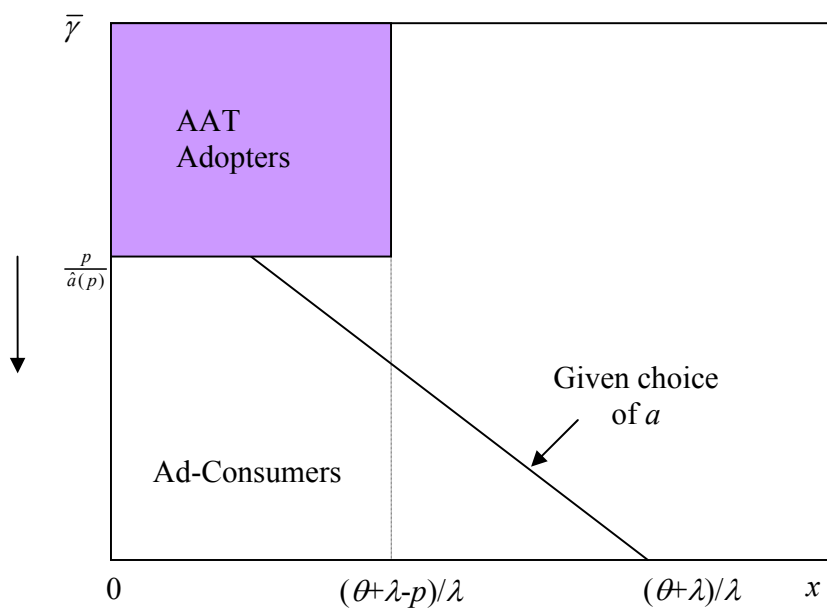 γ̄
AAT
Adopters
p
â(p)
Given choice
of a
Ad-Consumers
0
(θ+λ-p)/λ
(θ+λ)/λ
x